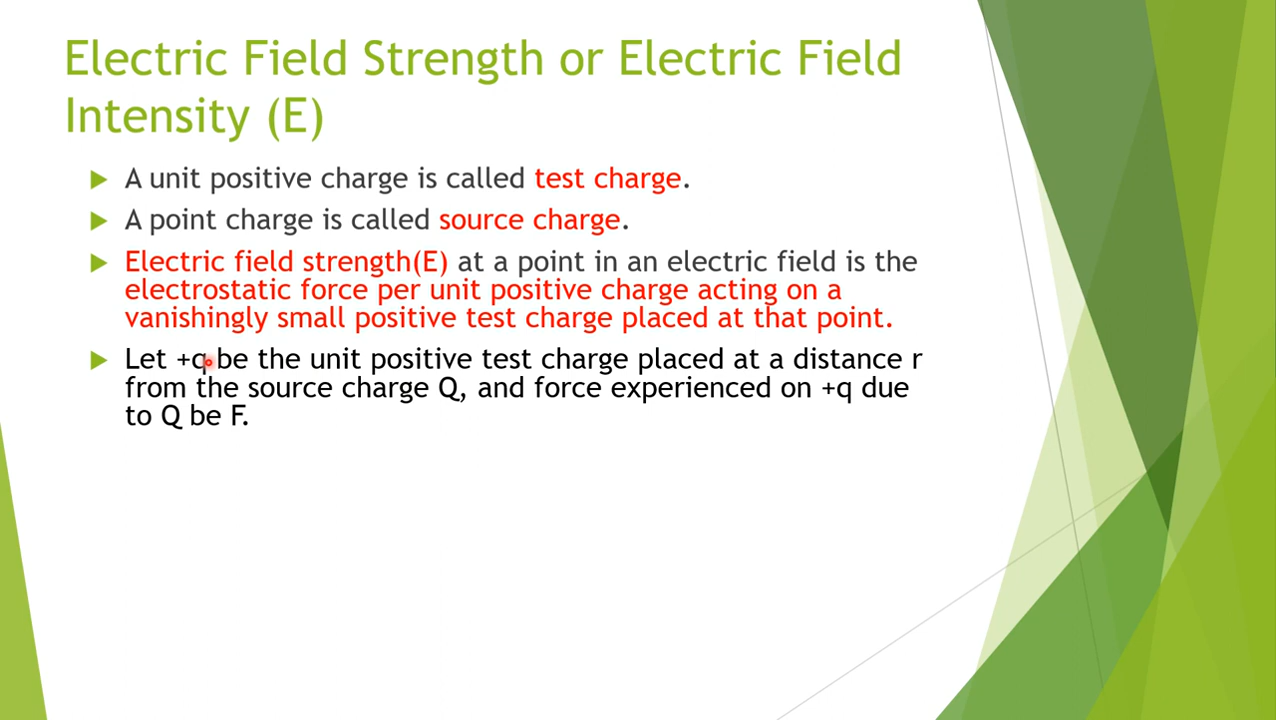 Electric Field Strength or Electric Field
Intensity (E)
A unit positive charge is called test charge.
A point charge is called source charge.
Electric field strength(E) at a point in an electric field is the
electrostatic force per unit positive charge acting on a
vanishingly small positive test charge placed at that point.
Let +q be the unit positive test charge placed at a distance r
from the source charge Q, and force experienced on +q due
to Q be F.